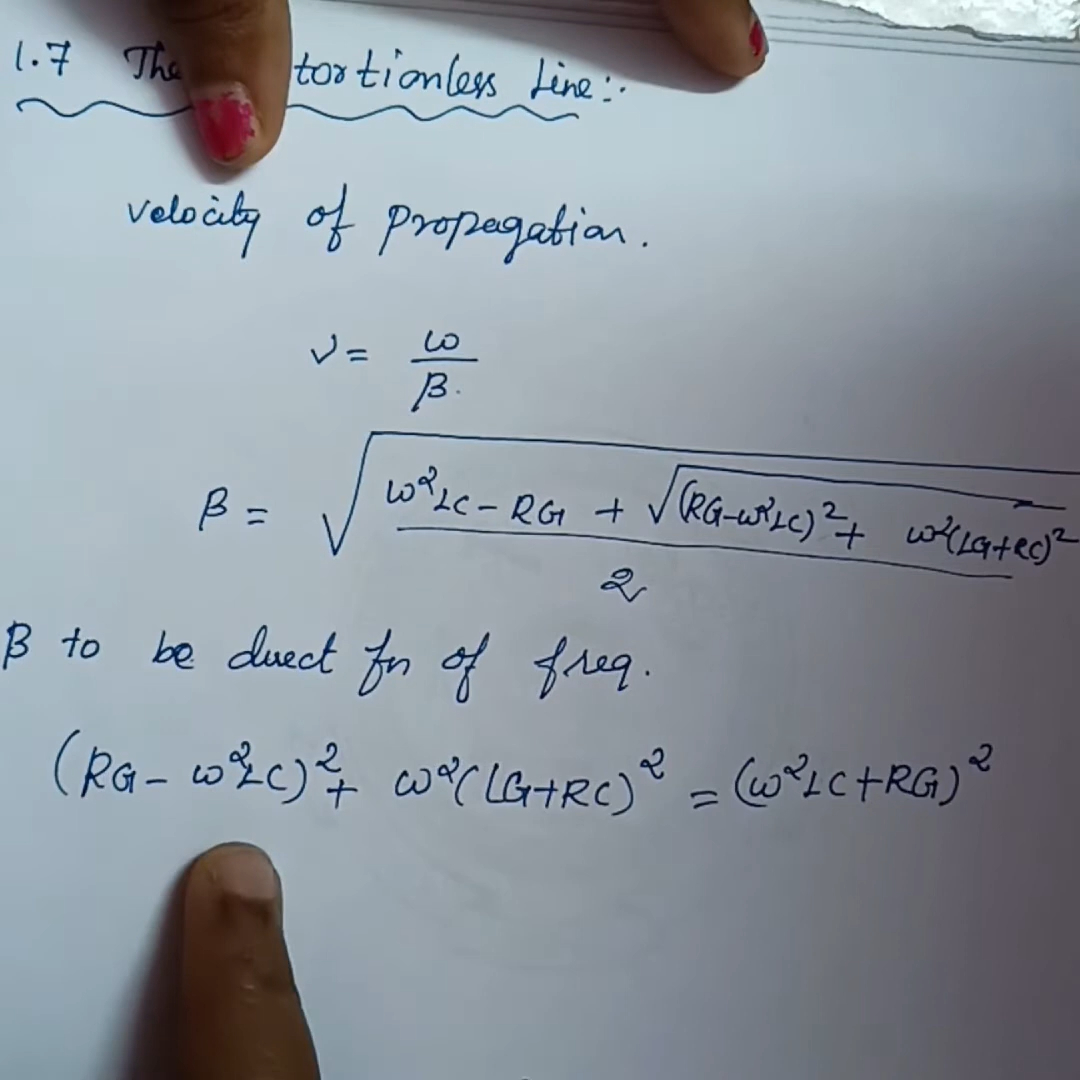 1.7 The tortionless Line:-
velocity of propagation.
v = ω/β.
β = √((ω²LC - RG + √((RG-ω²LC)² + ω²(LG+RC)²))/2)
β to be direct fn of freq.
(RG - ω²LC)² + ω²(LG+RC)² = (ω²LC+RG)²